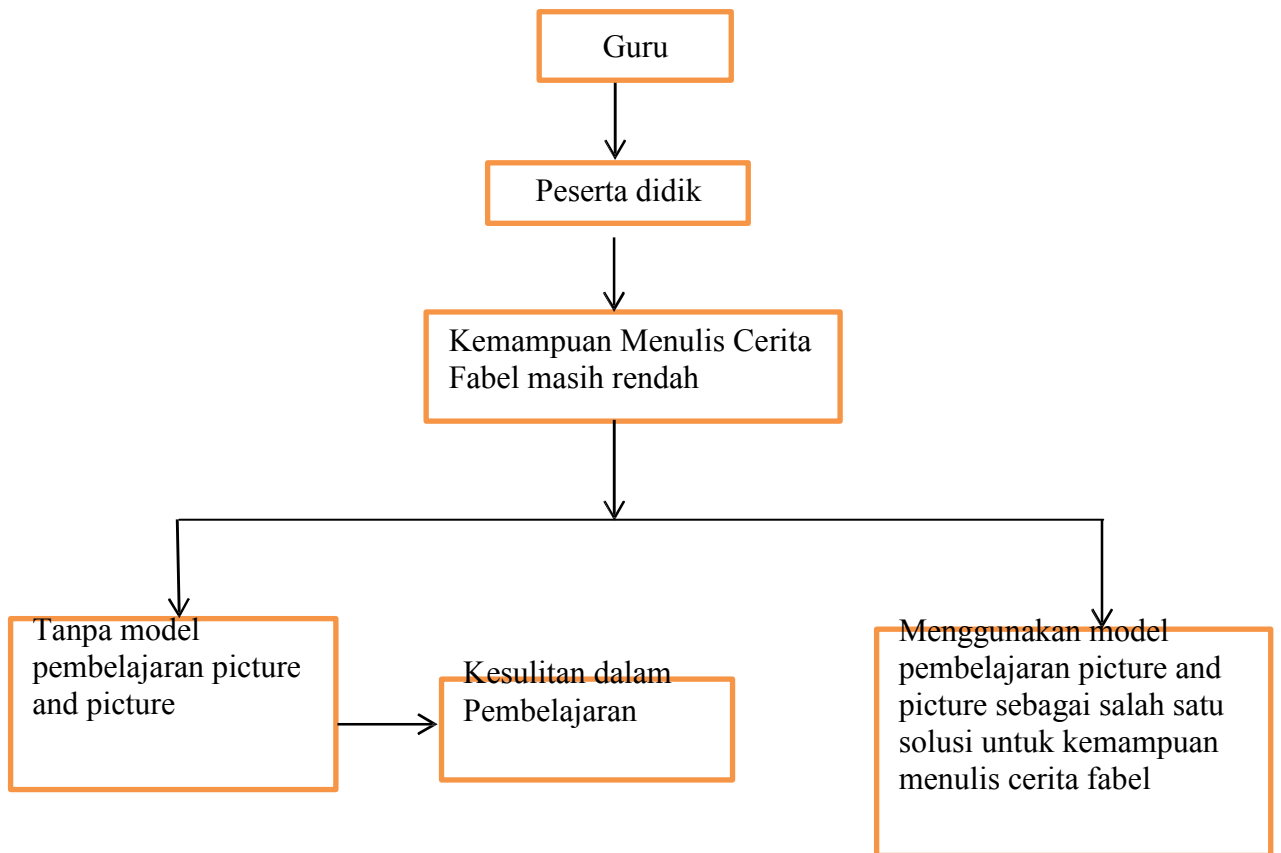 Guru
Peserta didik
Kemampuan Menulis Cerita
Fabel masih rendah
Tanpa model
pembelajaran picture
and picture
Kesulitan dalam
Pembelajaran
Menggunakan model
pembelajaran picture and
picture sebagai salah satu
solusi untuk kemampuan
menulis cerita fabel